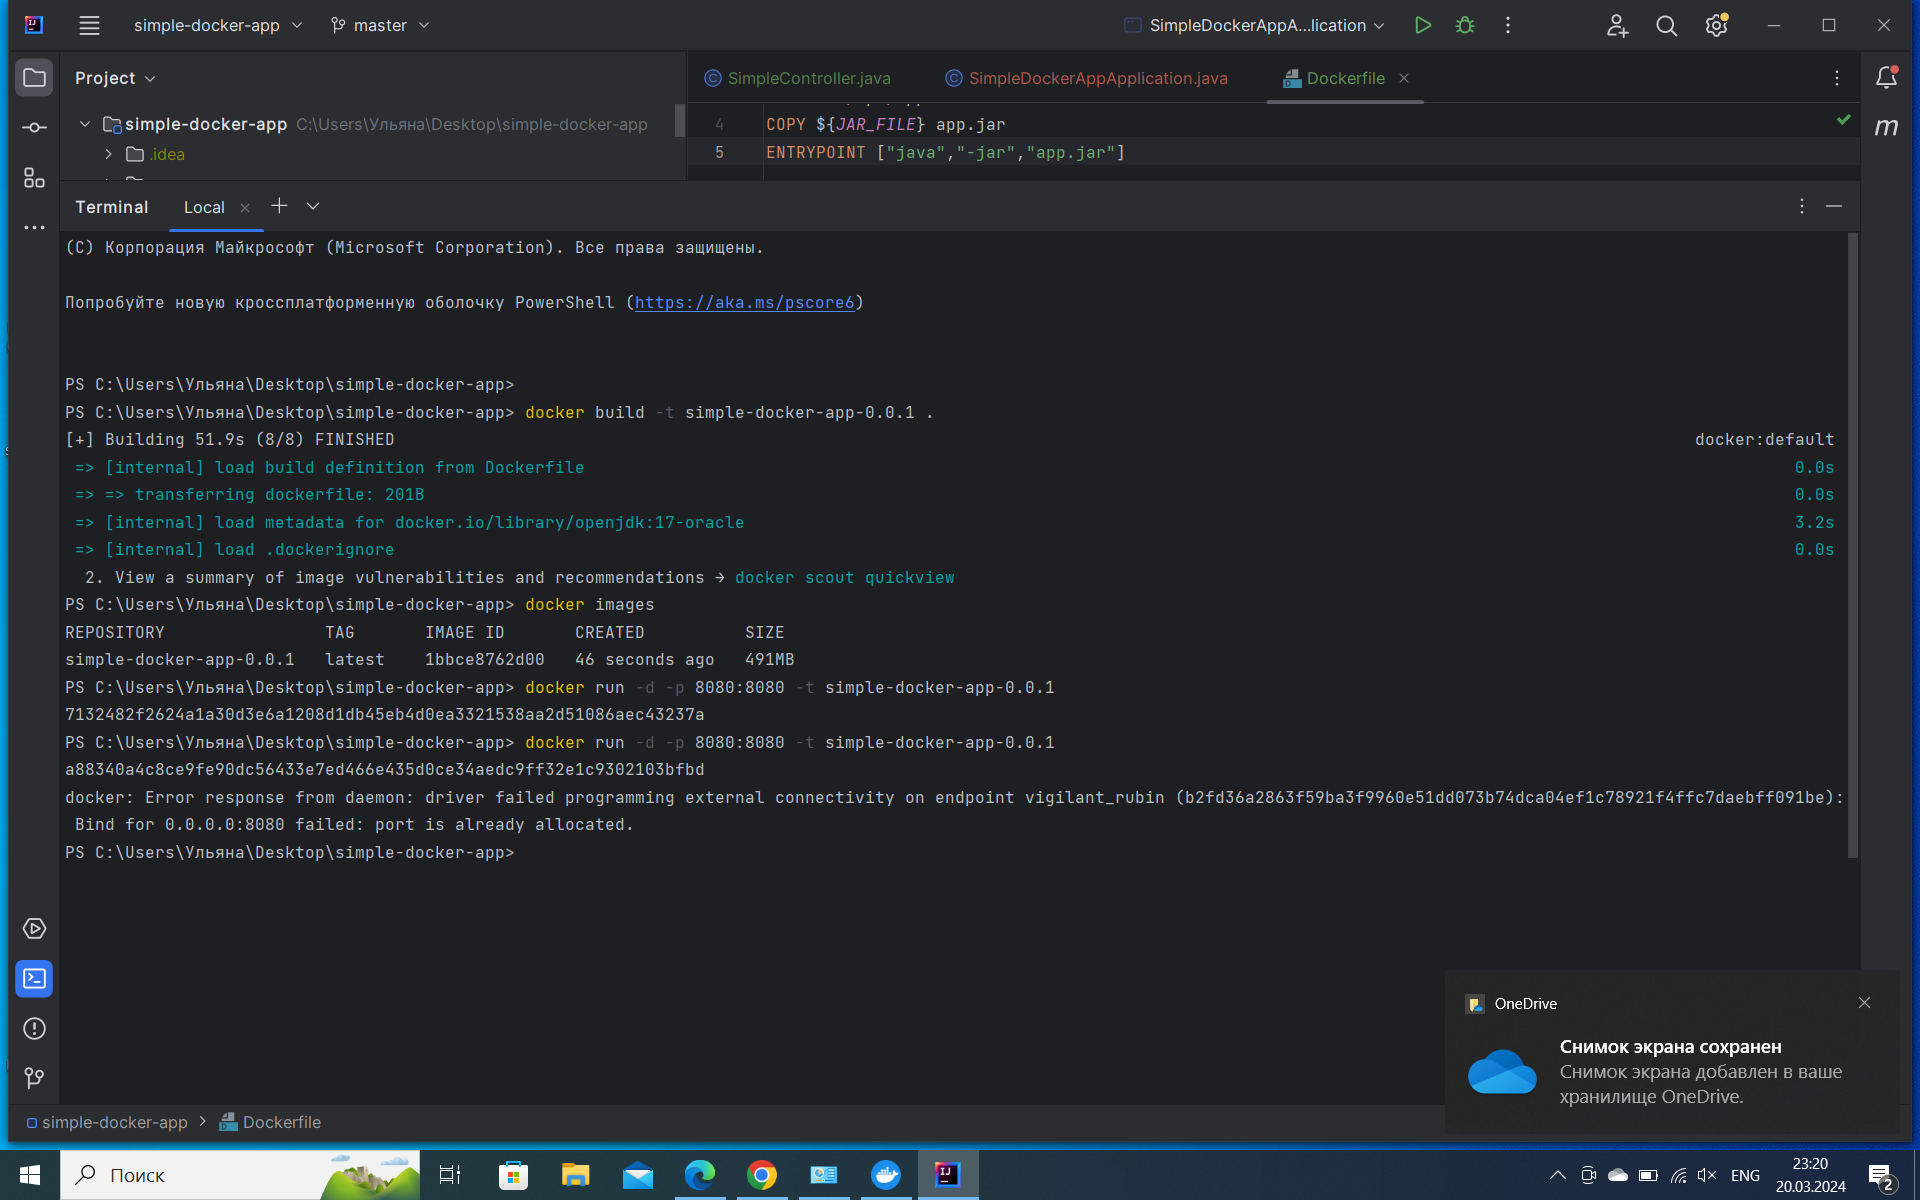 simple-docker-app
master
SimpleDockerAppA...lication
Project
SimpleController.java
SimpleDockerAppApplication.java
Dockerfile
simple-docker-app C:\Users\Ульяна\Desktop\simple-docker-app
.idea
4 COPY ${JAR_FILE} app.jar
5 ENTRYPOINT ["java","-jar","app.jar"]
Terminal Local
(C) Корпорация Майкрософт (Microsoft Corporation). Все права защищены.
Попробуйте новую кроссплатформенную оболочку PowerShell (https://aka.ms/pscore6)
PS C:\Users\Ульяна\Desktop\simple-docker-app>
PS C:\Users\Ульяна\Desktop\simple-docker-app> docker build -t simple-docker-app-0.0.1 .
[+] Building 51.9s (8/8) FINISHED docker:default
=> [internal] load build definition from Dockerfile 0.0s
=> => transferring dockerfile: 201B 0.0s
=> [internal] load metadata for docker.io/library/openjdk:17-oracle 3.2s
=> [internal] load .dockerignore 0.0s
2. View a summary of image vulnerabilities and recommendations → docker scout quickview
PS C:\Users\Ульяна\Desktop\simple-docker-app> docker images
REPOSITORY TAG IMAGE ID CREATED SIZE
simple-docker-app-0.0.1 latest 1bbce8762d00 46 seconds ago 491MB
PS C:\Users\Ульяна\Desktop\simple-docker-app> docker run -d -p 8080:8080 -t simple-docker-app-0.0.1
7132482f2624a1a30d3e6a1208d1db45eb4d0ea3321538aa2d51086aec43237a
PS C:\Users\Ульяна\Desktop\simple-docker-app> docker run -d -p 8080:8080 -t simple-docker-app-0.0.1
a88340a4c8ce9fe90dc56433e7ed466e435d0ce34aedc9ff32e1c9302103bfbd
docker: Error response from daemon: driver failed programming external connectivity on endpoint vigilant_rubin (b2fd36a2863f59ba3f9960e51dd073b74dca04ef1c78921f4ffc7daebff091be):
Bind for 0.0.0.0:8080 failed: port is already allocated.
PS C:\Users\Ульяна\Desktop\simple-docker-app>
OneDrive
Снимок экрана сохранен
Снимок экрана добавлен в ваше
хранилище OneDrive.
simple-docker-app > Dockerfile
Поиск
ENG
23:20
20.03.2024
2